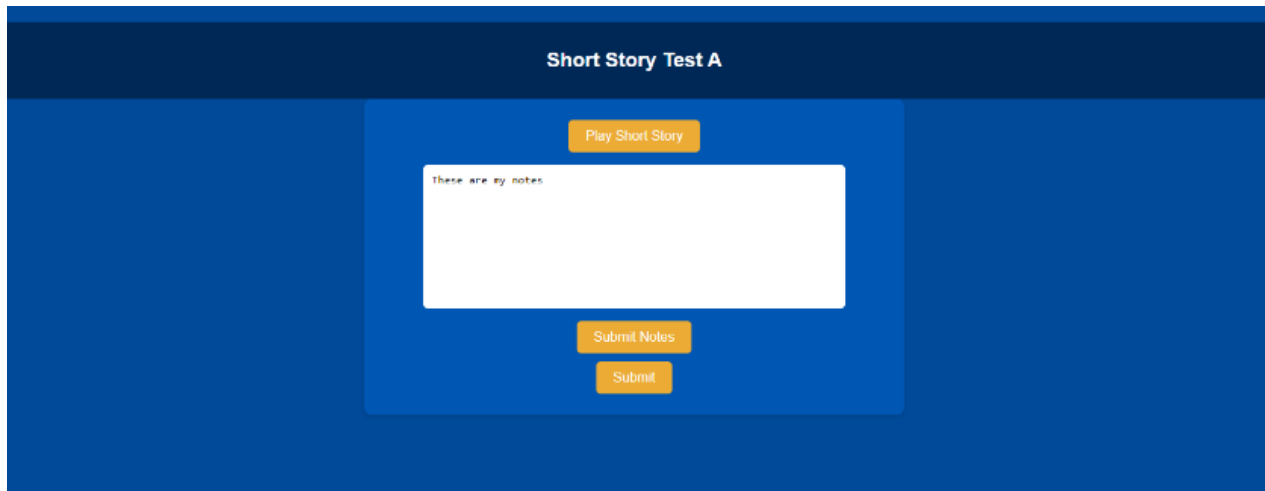 Short Story Test A
Play Short Story
These are my notes
Submit Notes
Submit